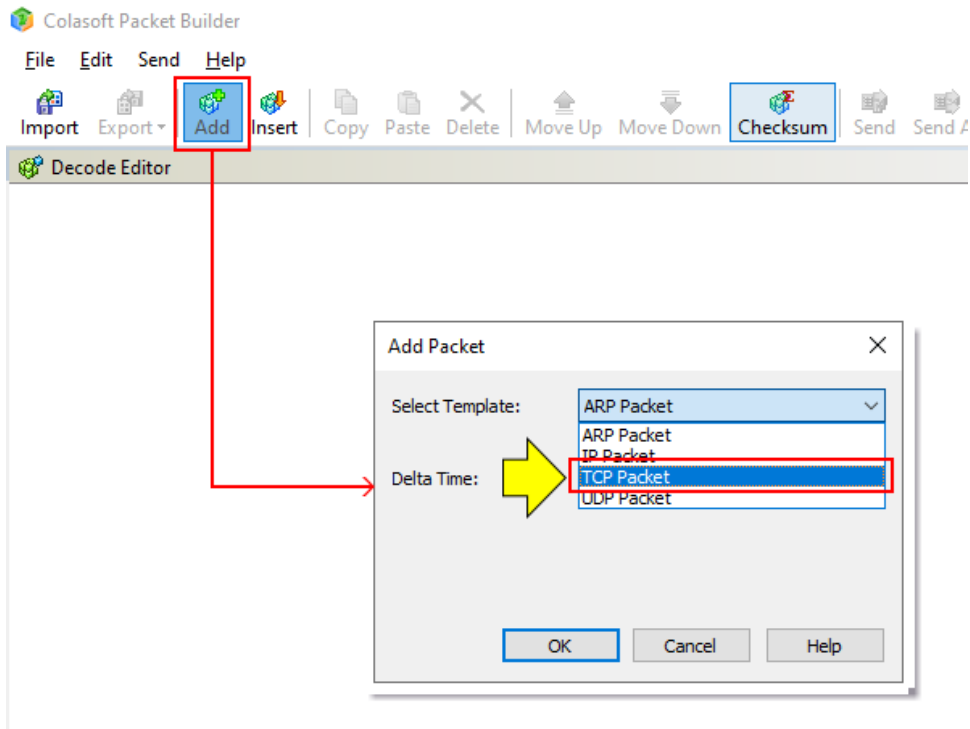 Colasoft Packet Builder
File Edit Send Help
Import Export Add Insert Copy Paste Delete Move Up Move Down Checksum Send Send A
Decode Editor
Add Packet
Select Template: ARP Packet
ARP Packet
IP Packet
Delta Time: TCP Packet
UDP Packet
OK Cancel Help